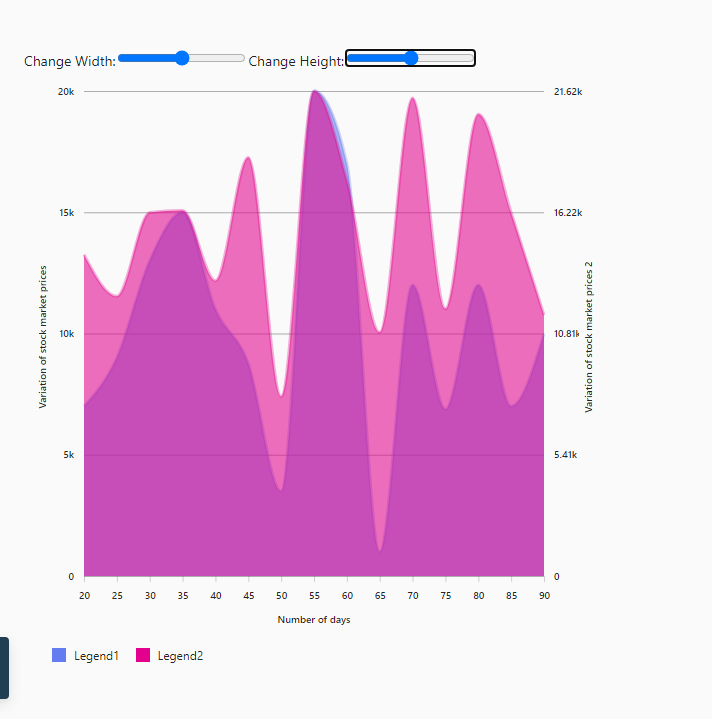 Change Width: Change Height:
20k
15k
10k
5k
0
21.62k
16.22k
10.81k
5.41k
0
Variation of stock market prices
Variation of stock market prices 2
20 25 30 35 40 45 50 55 60 65 70 75 80 85 90
Number of days
Legend1 Legend2